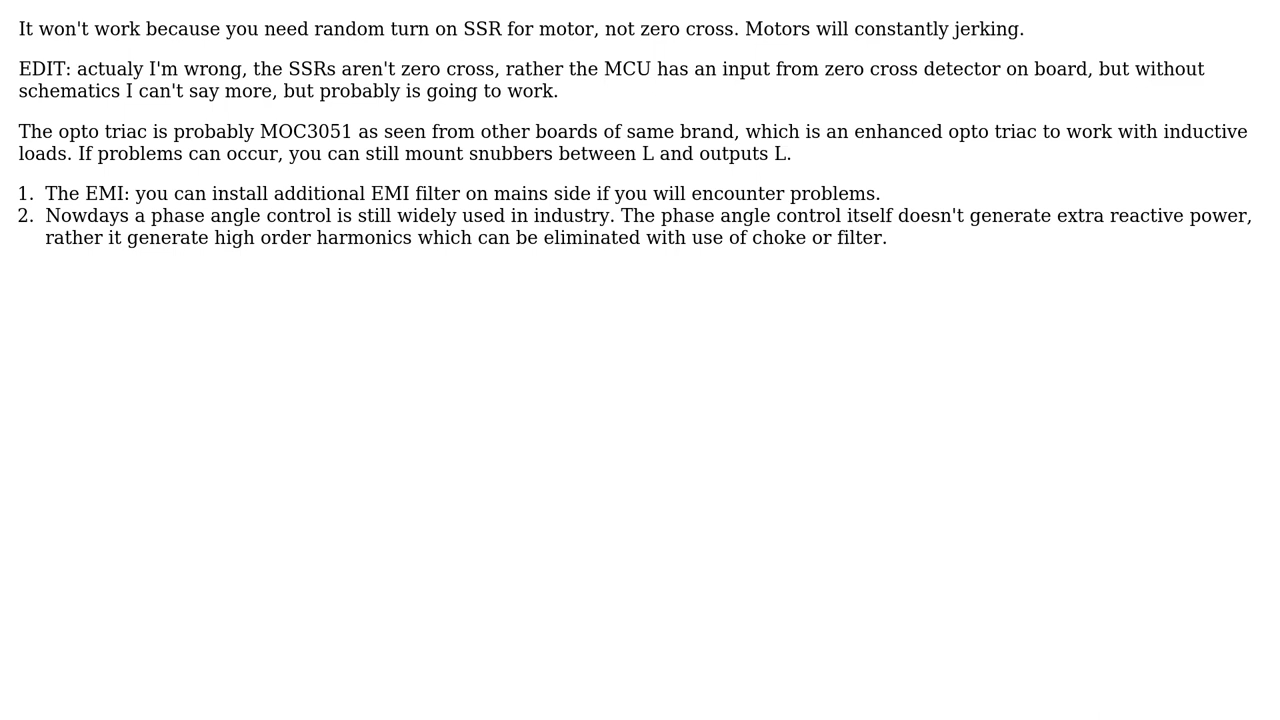 It won't work because you need random turn on SSR for motor, not zero cross. Motors will constantly jerking.
EDIT: actualy I'm wrong, the SSRs aren't zero cross, rather the MCU has an input from zero cross detector on board, but without
schematics I can't say more, but probably is going to work.
The opto triac is probably MOC3051 as seen from other boards of same brand, which is an enhanced opto triac to work with inductive
loads. If problems can occur, you can still mount snubbers between L and outputs L.
1. The EMI: you can install additional EMI filter on mains side if you will encounter problems.
2. Nowdays a phase angle control is still widely used in industry. The phase angle control itself doesn't generate extra reactive power,
rather it generate high order harmonics which can be eliminated with use of choke or filter.